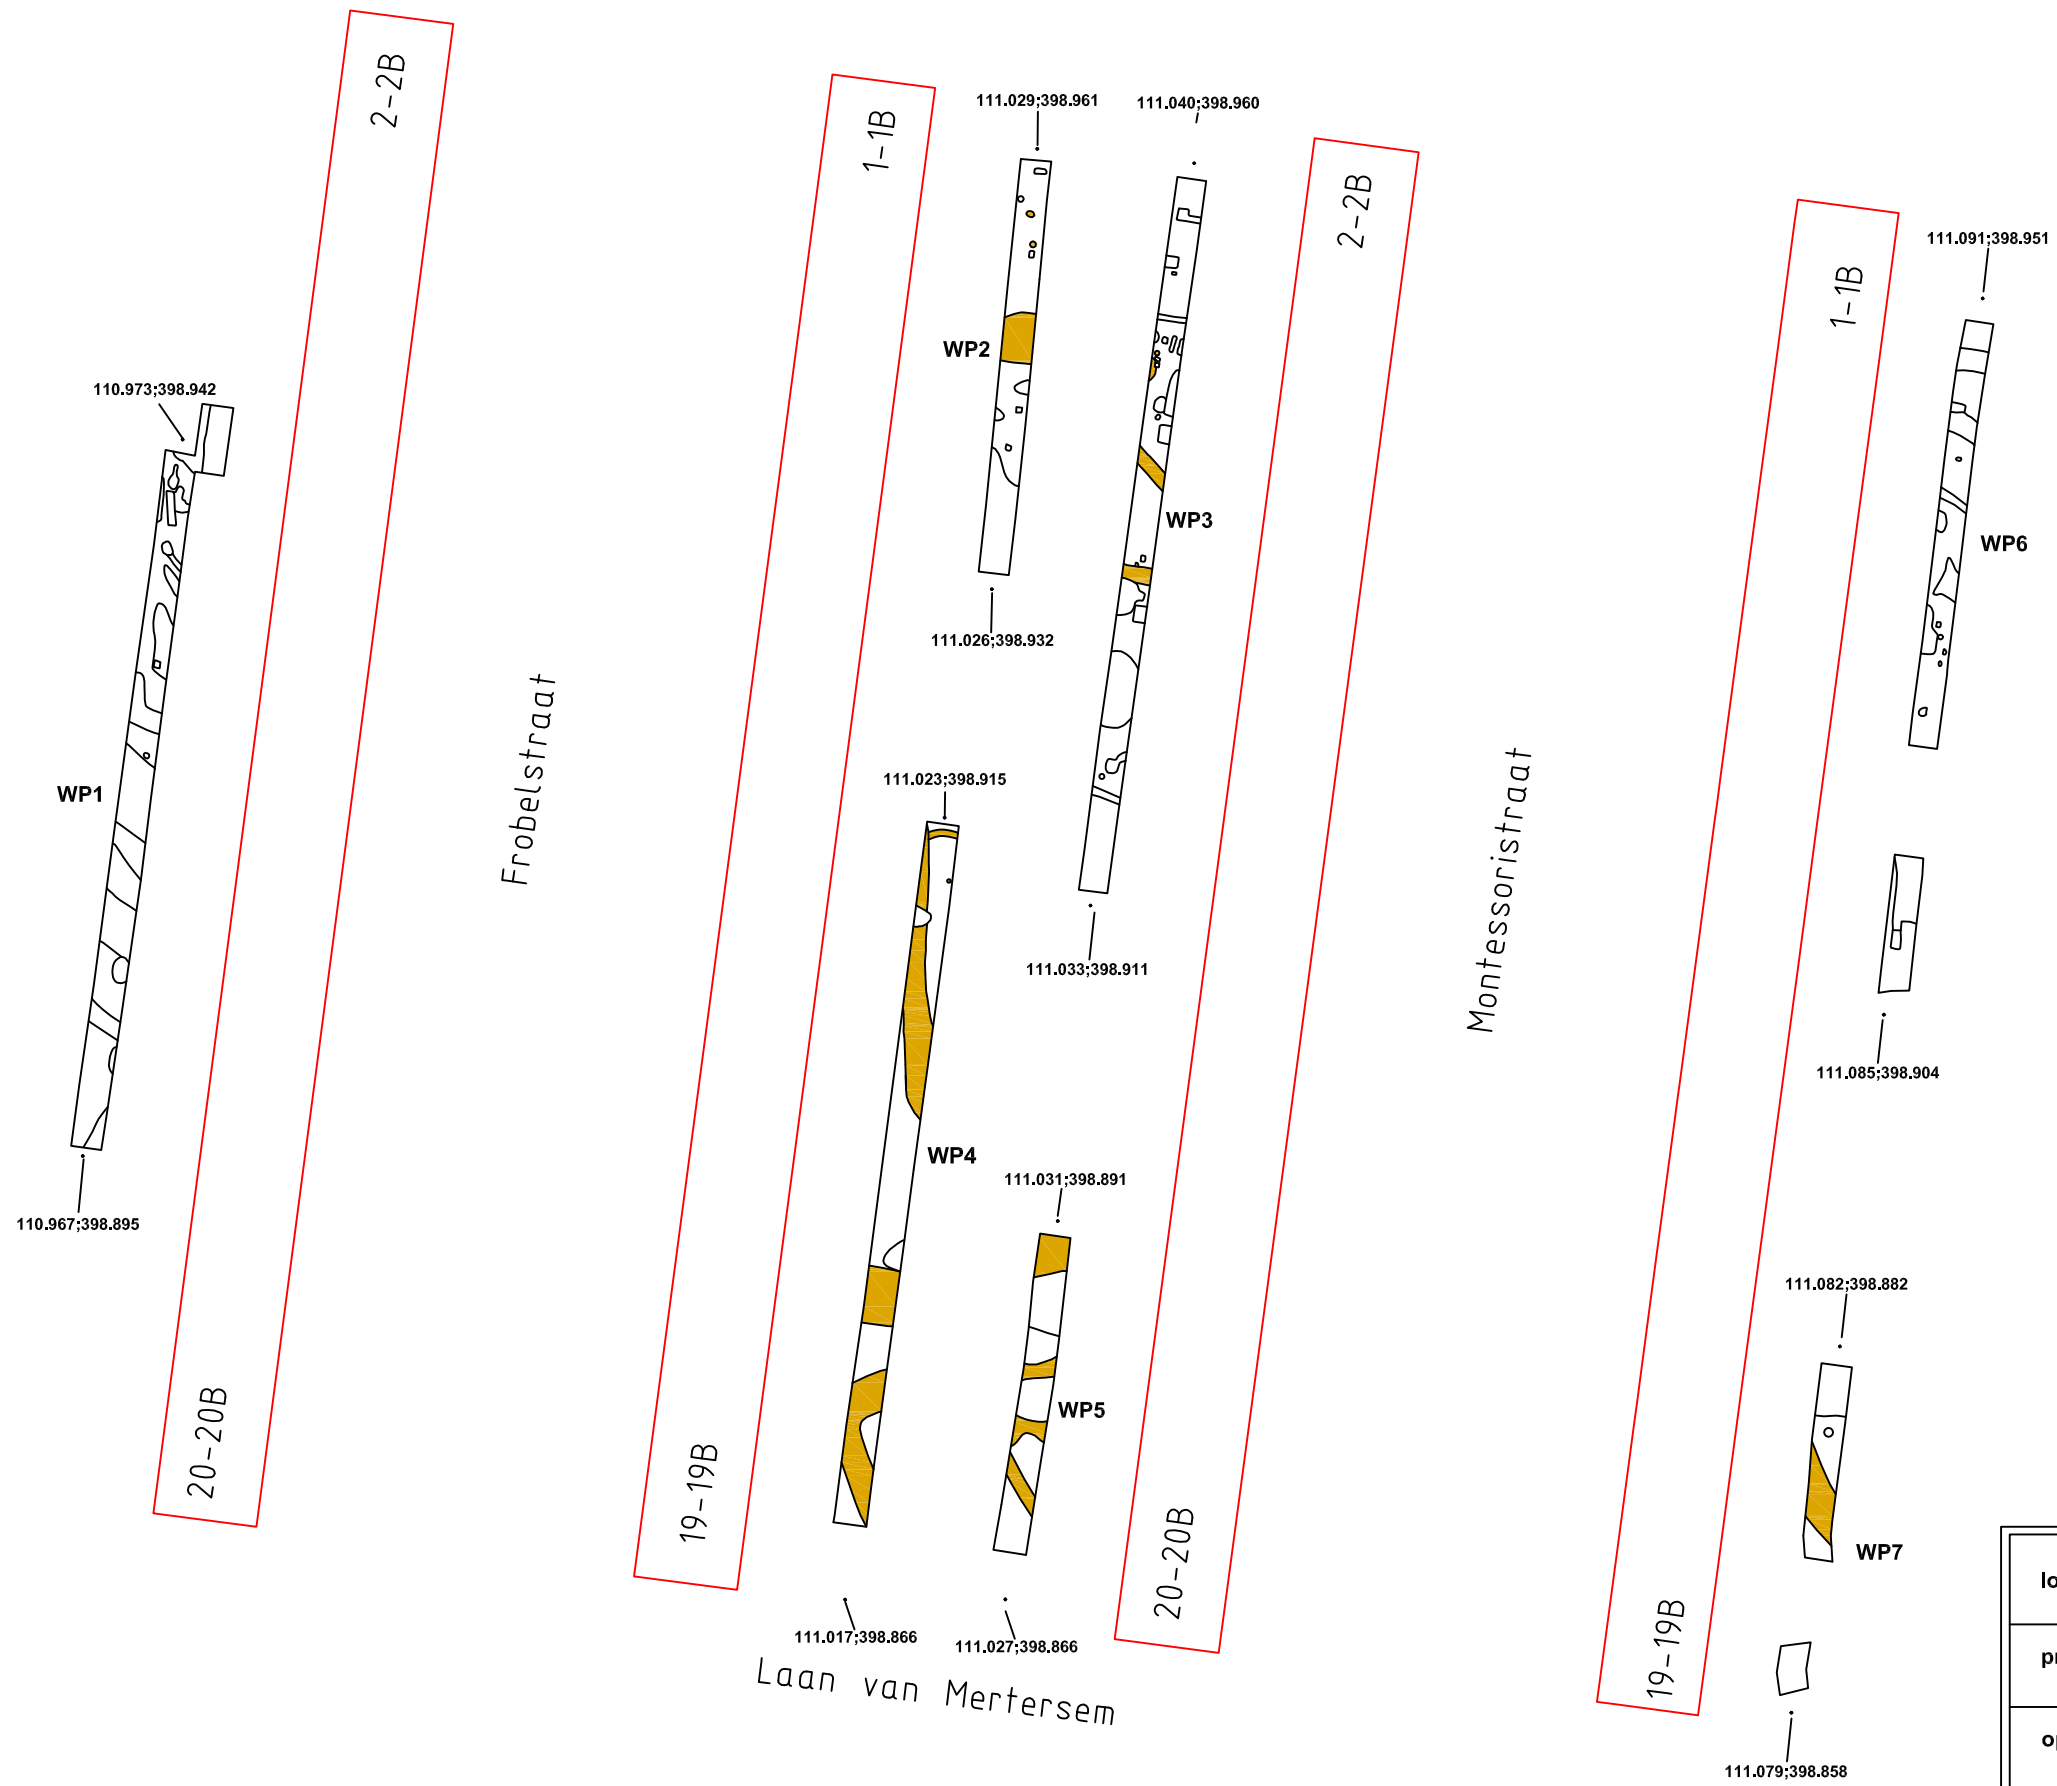 2-2B
1-1B
111.029;398.961
111.040;398.960
2-2B
111.091;398.951
1-1B
WP2
110.973;398.942
WP3
WP6
111.026;398.932
Frobelstraat
WP1
111.023;398.915
Montessoristraat
111.033;398.911
111.085;398.904
WP4
111.031;398.891
110.967;398.895
111.082;398.882
20-20B
WP5
19-19B
WP7
20-20B
19-19B
111.017;398.866
111.027;398.866
Laan van Mertersem
111.079;398.858